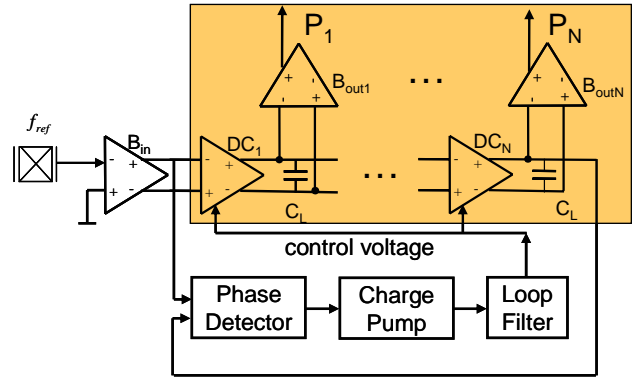 P1 PN
Bout1 ... BoutN
fref
Bin DC1 DCN
...
CL CL
control voltage
Phase Detector
Charge Pump
Loop Filter
- + - + - + - + - + - + - + - + - + - +